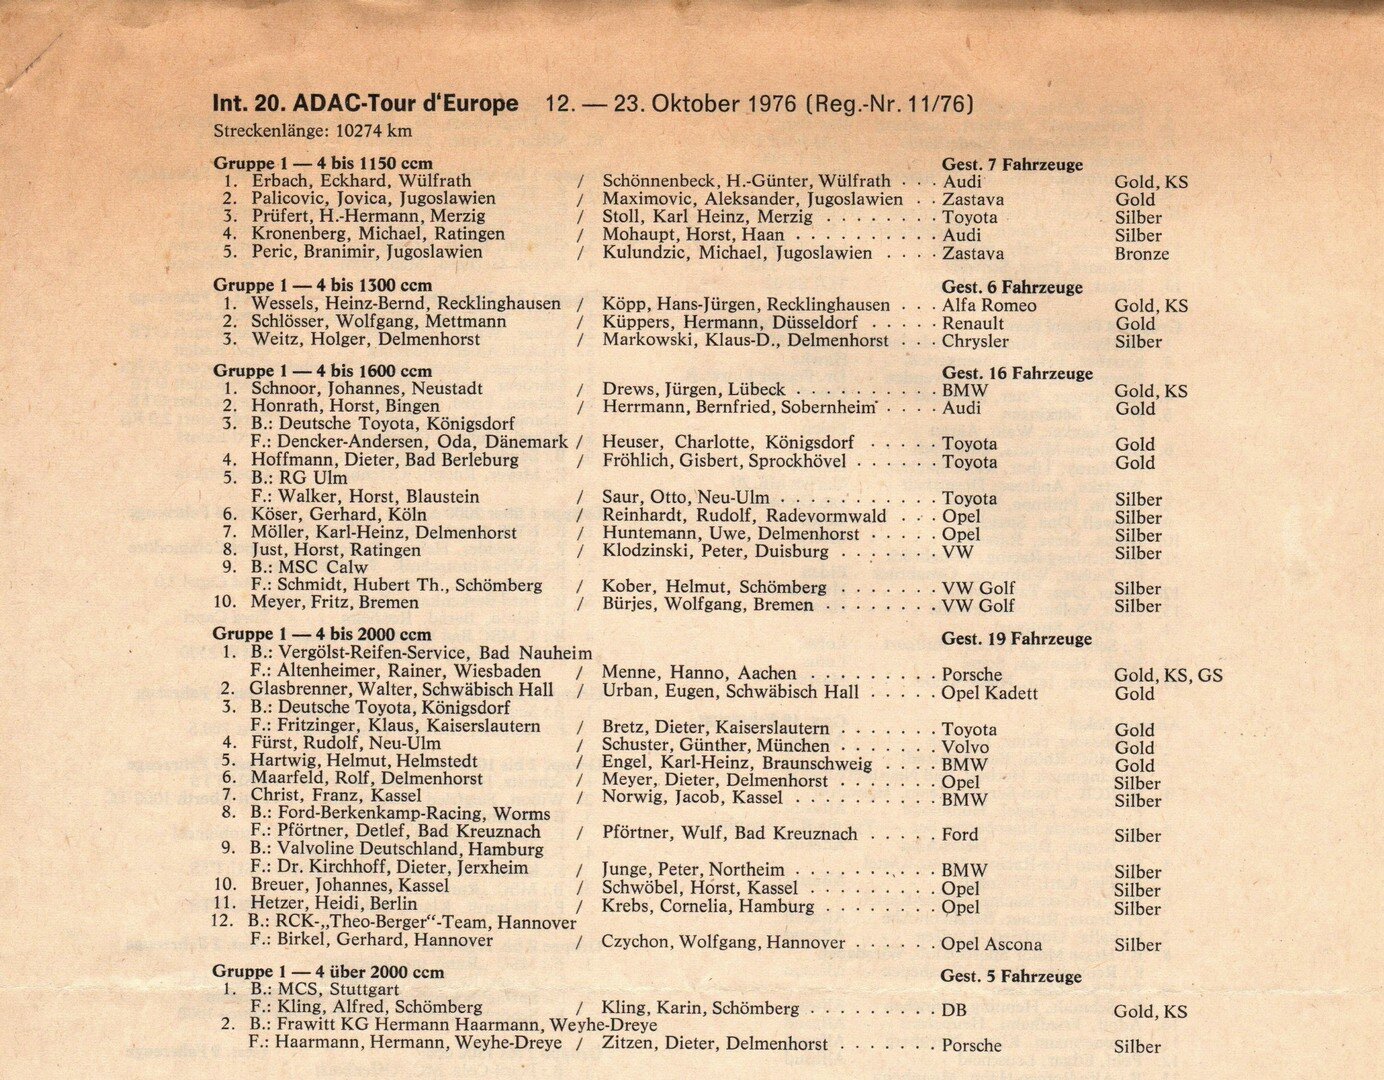 Int. 20. ADAC-Tour d'Europe 12. — 23. Oktober 1976 (Reg.-Nr. 11/76)
Streckenlänge: 10274 km
Gruppe 1 — 4 bis 1150 ccm Gest. 7 Fahrzeuge
1. Erbach, Eckhard, Wülfrath / Schönnenbeck, H.-Günter, Wülfrath . . . Audi Gold, KS
2. Palicovic, Jovica, Jugoslawien / Maximovic, Aleksander, Jugoslawien . . Zastava Gold
3. Prüfert, H.-Hermann, Merzig / Stoll, Karl Heinz, Merzig . . . . . . . . Toyota Silber
4. Kronenberg, Michael, Ratingen / Mohaupt, Horst, Haan . . . . . . . . . . Audi Silber
5. Peric, Branimir, Jugoslawien / Kulundzic, Michael, Jugoslawien . . . . Zastava Bronze
Gruppe 1 — 4 bis 1300 ccm Gest. 6 Fahrzeuge
1. Wessels, Heinz-Bernd, Recklinghausen / Köpp, Hans-Jürgen, Recklinghausen . . . Alfa Romeo Gold, KS
2. Schlösser, Wolfgang, Mettmann / Küppers, Hermann, Düsseldorf . . . . . Renault Gold
3. Weitz, Holger, Delmenhorst / Markowski, Klaus-D., Delmenhorst . . . Chrysler Silber
Gruppe 1 — 4 bis 1600 ccm Gest. 16 Fahrzeuge
1. Schnoor, Johannes, Neustadt / Drews, Jürgen, Lübeck . . . . . . . . . . BMW Gold, KS
2. Honrath, Horst, Bingen / Herrmann, Bernfried, Sobernheim . . . . Audi Gold
3. B.: Deutsche Toyota, Königsdorf
F.: Dencker-Andersen, Oda, Dänemark / Heuser, Charlotte, Königsdorf . . . . . Toyota Gold
4. Hoffmann, Dieter, Bad Berleburg / Fröhlich, Gisbert, Sprockhövel . . . . . . Toyota Gold
5. B.: RG Ulm
F.: Walker, Horst, Blaustein / Saur, Otto, Neu-Ulm . . . . . . . . . . . Toyota Silber
6. Köser, Gerhard, Köln / Reinhardt, Rudolf, Radevormwald . . . Opel Silber
7. Möller, Karl-Heinz, Delmenhorst / Huntemann, Uwe, Delmenhorst . . . . . Opel Silber
8. Just, Horst, Ratingen / Klodzinski, Peter, Duisburg . . . . . . . VW Silber
9. B.: MSC Calw
F.: Schmidt, Hubert Th., Schömberg / Kober, Helmut, Schömberg . . . . . . . . VW Golf Silber
10. Meyer, Fritz, Bremen / Bürjes, Wolfgang, Bremen . . . . . . . . VW Golf Silber
Gruppe 1 — 4 bis 2000 ccm Gest. 19 Fahrzeuge
1. B.: Vergölst-Reifen-Service, Bad Nauheim
F.: Altenheimer, Rainer, Wiesbaden / Menne, Hanno, Aachen . . . . . . . . . Porsche Gold, KS, GS
2. Glasbrenner, Walter, Schwäbisch Hall / Urban, Eugen, Schwäbisch Hall . . . . . Opel Kadett Gold
3. B.: Deutsche Toyota, Königsdorf
F.: Fritzinger, Klaus, Kaiserslautern / Bretz, Dieter, Kaiserslautern . . . . . . . Toyota Gold
4. Fürst, Rudolf, Neu-Ulm / Schuster, Günther, München . . . . . . . Volvo Gold
5. Hartwig, Helmut, Helmstedt / Engel, Karl-Heinz, Braunschweig . . . . BMW Gold
6. Maarfeld, Rolf, Delmenhorst / Meyer, Dieter, Delmenhorst . . . . . . . Opel Silber
7. Christ, Franz, Kassel / Norwig, Jacob, Kassel . . . . . . . . . . BMW Silber
8. B.: Ford-Berkenkamp-Racing, Worms
F.: Pförtner, Detlef, Bad Kreuznach / Pförtner, Wulf, Bad Kreuznach . . . . . Ford Silber
9. B.: Valvoline Deutschland, Hamburg
F.: Dr. Kirchhoff, Dieter, Jerxheim / Junge, Peter, Northeim . . . . . . . . . . BMW Silber
10. Breuer, Johannes, Kassel / Schwöbel, Horst, Kassel . . . . . . . . . Opel Silber
11. Hetzer, Heidi, Berlin / Krebs, Cornelia, Hamburg . . . . . . . . Opel Silber
12. B.: RCK-„Theo-Berger“-Team, Hannover
F.: Birkel, Gerhard, Hannover / Czychon, Wolfgang, Hannover . . . . . . Opel Ascona Silber
Gruppe 1 — 4 über 2000 ccm Gest. 5 Fahrzeuge
1. B.: MCS, Stuttgart
F.: Kling, Alfred, Schömberg / Kling, Karin, Schömberg . . . . . . . . . DB Gold, KS
2. B.: Frawitt KG Hermann Haarmann, Weyhe-Dreye
F.: Haarmann, Hermann, Weyhe-Dreye / Zitzen, Dieter, Delmenhorst . . . . . . . Porsche Silber